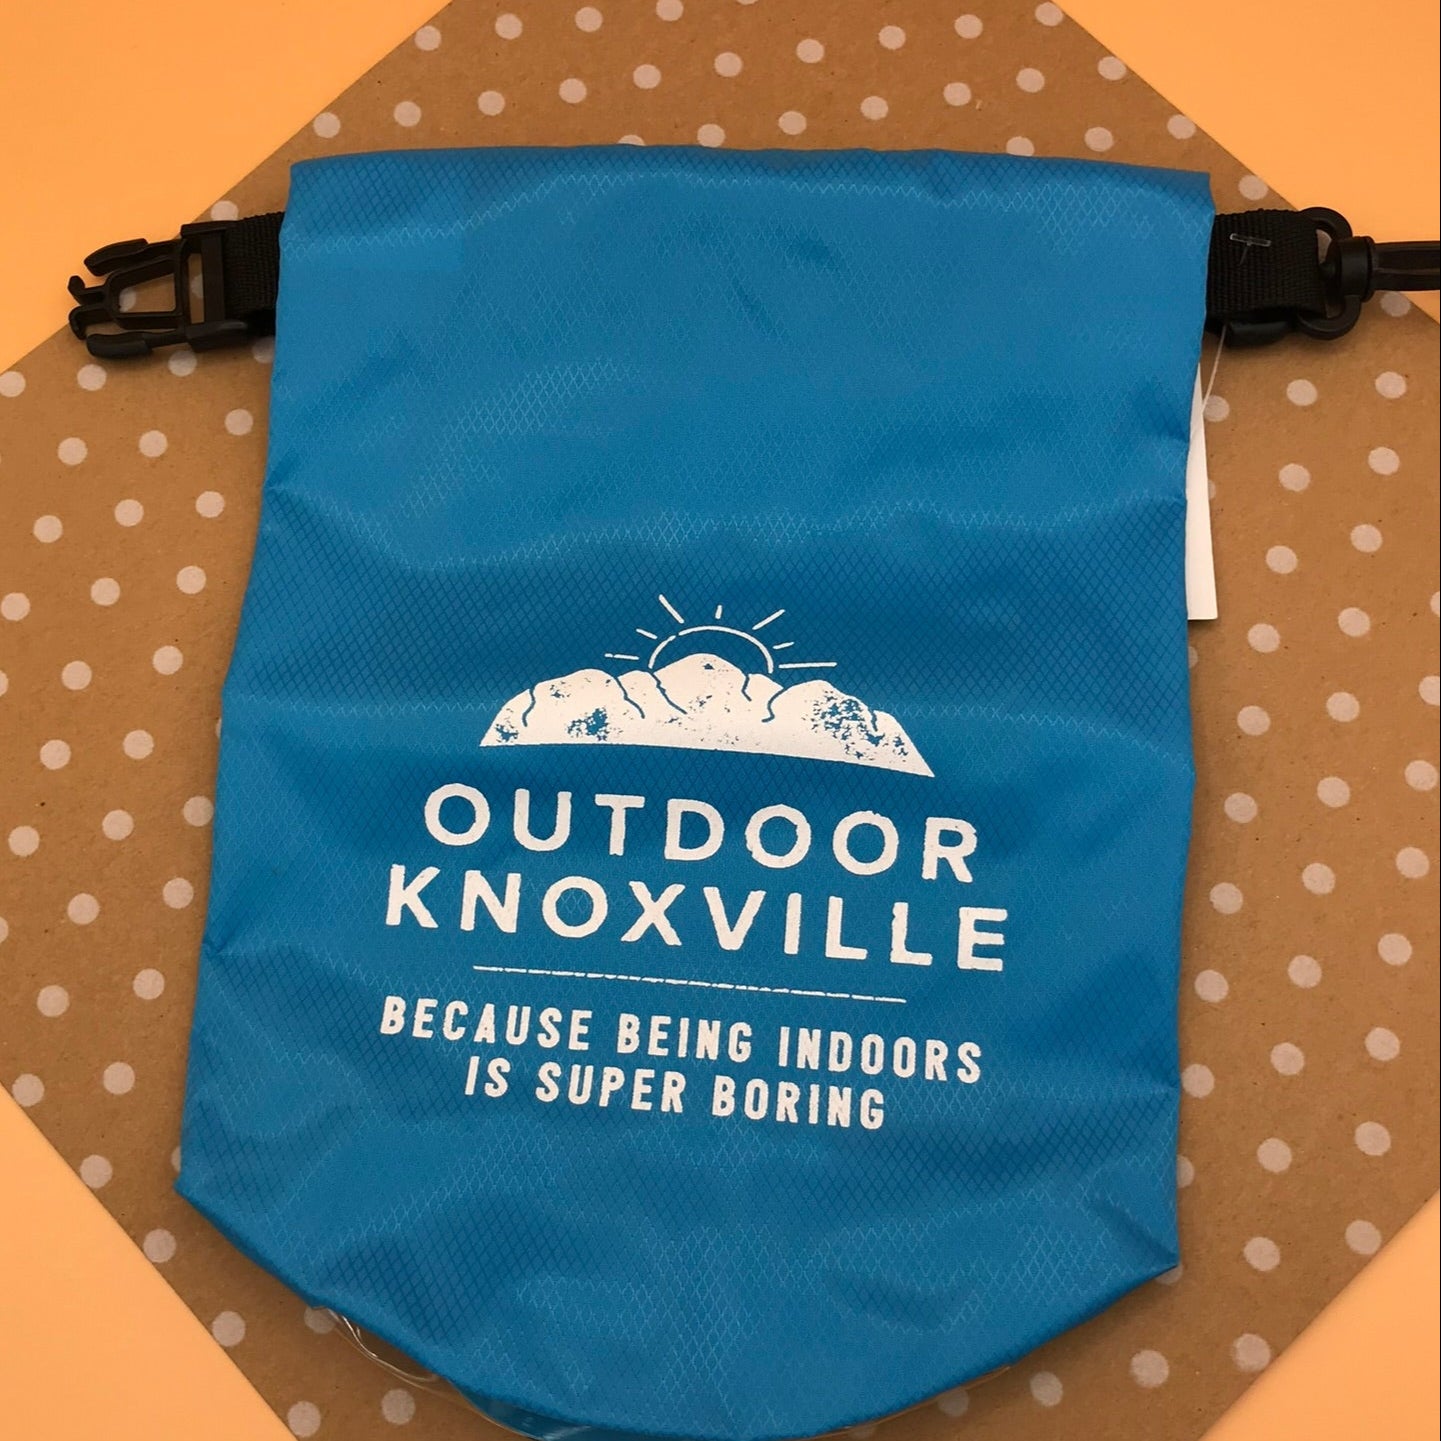 OUTDOOR
KNOXVILLE
BECAUSE BEING INDOORS
IS SUPER BORING